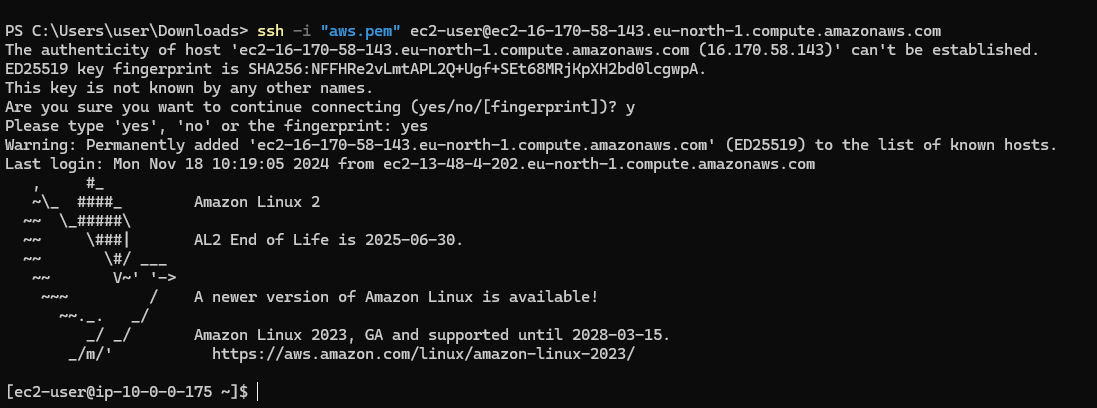 PS C:\Users\user\Downloads> ssh -i "aws.pem" ec2-user@ec2-16-170-58-143.eu-north-1.compute.amazonaws.com
The authenticity of host 'ec2-16-170-58-143.eu-north-1.compute.amazonaws.com (16.170.58.143)' can't be established.
ED25519 key fingerprint is SHA256:NFFHRe2vLmtAPL2Q+Ugf+SEt68MRjKpXH2bd0lcgwpA.
This key is not known by any other names.
Are you sure you want to continue connecting (yes/no/[fingerprint])? y
Please type 'yes', 'no' or the fingerprint: yes
Warning: Permanently added 'ec2-16-170-58-143.eu-north-1.compute.amazonaws.com' (ED25519) to the list of known hosts.
Last login: Mon Nov 18 10:19:05 2024 from ec2-13-48-4-202.eu-north-1.compute.amazonaws.com
   ,     #_
   ~\_  ####_        Amazon Linux 2
  ~~  \_#####\
  ~~     \###|       AL2 End of Life is 2025-06-30.
  ~~       \#/ ___
   ~~       V~' '->
    ~~~         /    A newer version of Amazon Linux is available!
      ~~._.   _/
         _/ _/       Amazon Linux 2023, GA and supported until 2028-03-15.
       _/m/'           https://aws.amazon.com/linux/amazon-linux-2023/
[ec2-user@ip-10-0-0-175 ~]$